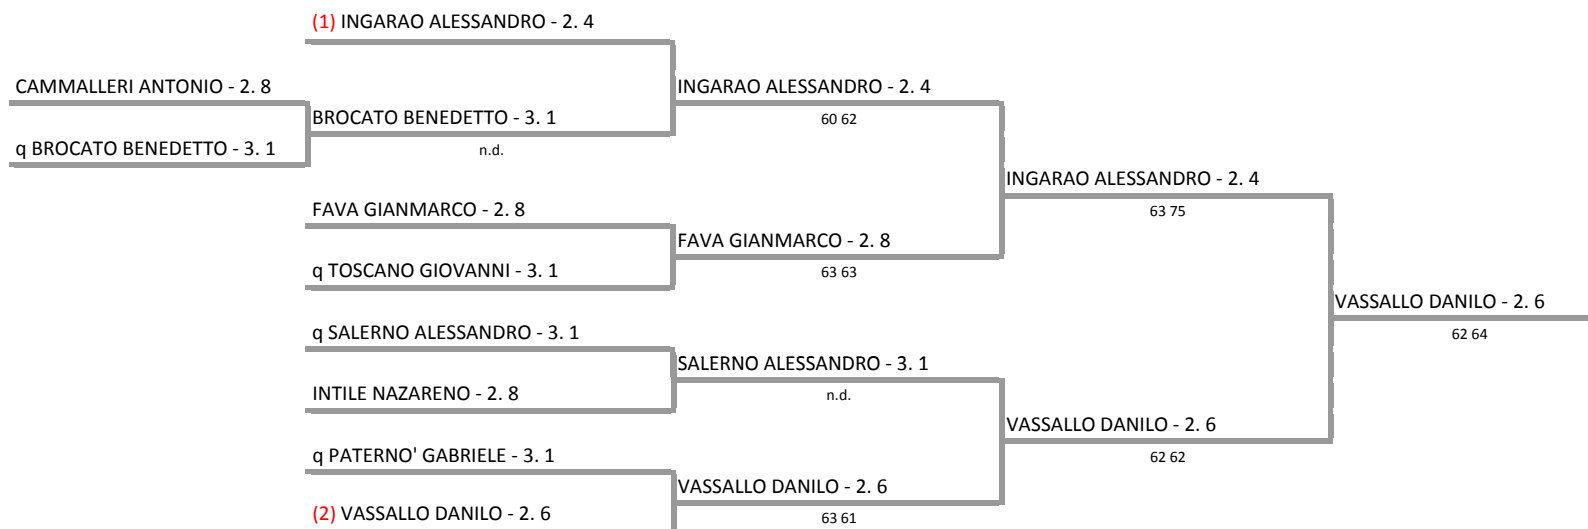 (1) INGARAO ALESSANDRO - 2. 4
CAMMALLERI ANTONIO - 2. 8
INGARAO ALESSANDRO - 2. 4
BROCATO BENEDETTO - 3. 1
60 62
q BROCATO BENEDETTO - 3. 1
n.d.
INGARAO ALESSANDRO - 2. 4
FAVA GIANMARCO - 2. 8
63 75
FAVA GIANMARCO - 2. 8
q TOSCANO GIOVANNI - 3. 1
63 63
VASSALLO DANILO - 2. 6
q SALERNO ALESSANDRO - 3. 1
62 64
SALERNO ALESSANDRO - 3. 1
INTILE NAZARENO - 2. 8
n.d.
VASSALLO DANILO - 2. 6
q PATERNO' GABRIELE - 3. 1
62 62
VASSALLO DANILO - 2. 6
(2) VASSALLO DANILO - 2. 6
63 61